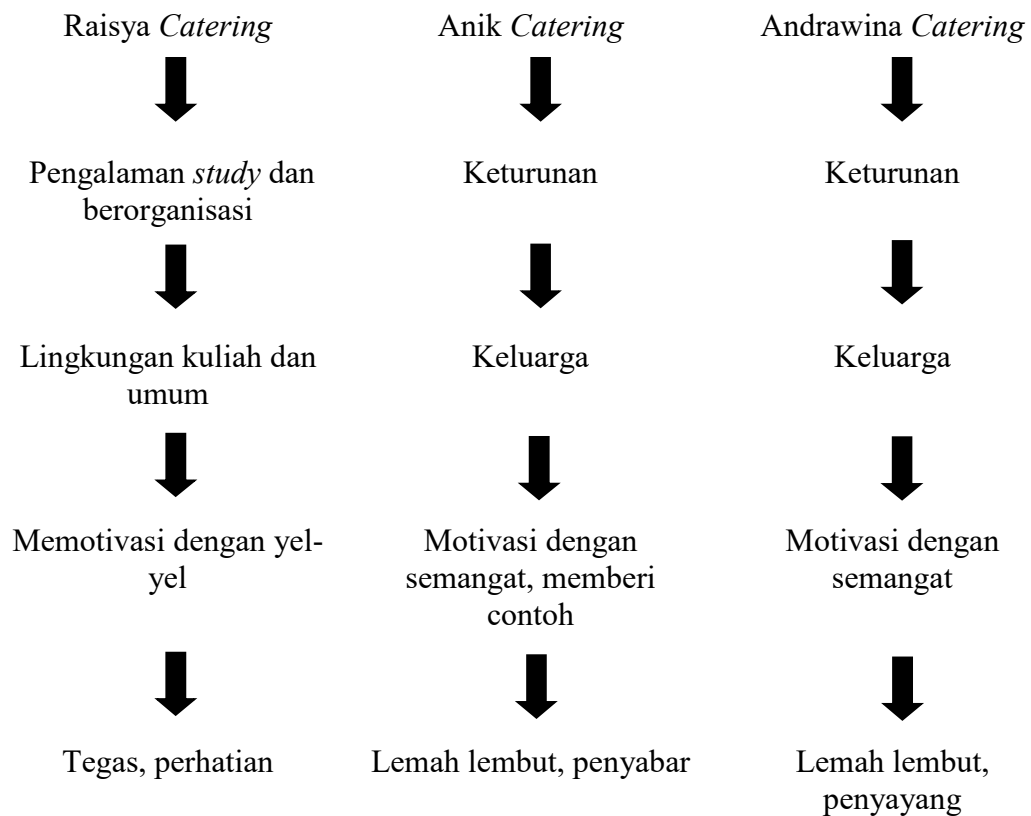 Raisya Catering
Anik Catering
Andrawina Catering
Pengalaman study dan
berorganisasi
Keturunan
Keturunan
Lingkungan kuliah dan
umum
Keluarga
Keluarga
Memotivasi dengan yel-
yel
Motivasi dengan
semangat, memberi
contoh
Motivasi dengan
semangat
Tegas, perhatian
Lemah lembut, penyabar
Lemah lembut,
penyayang